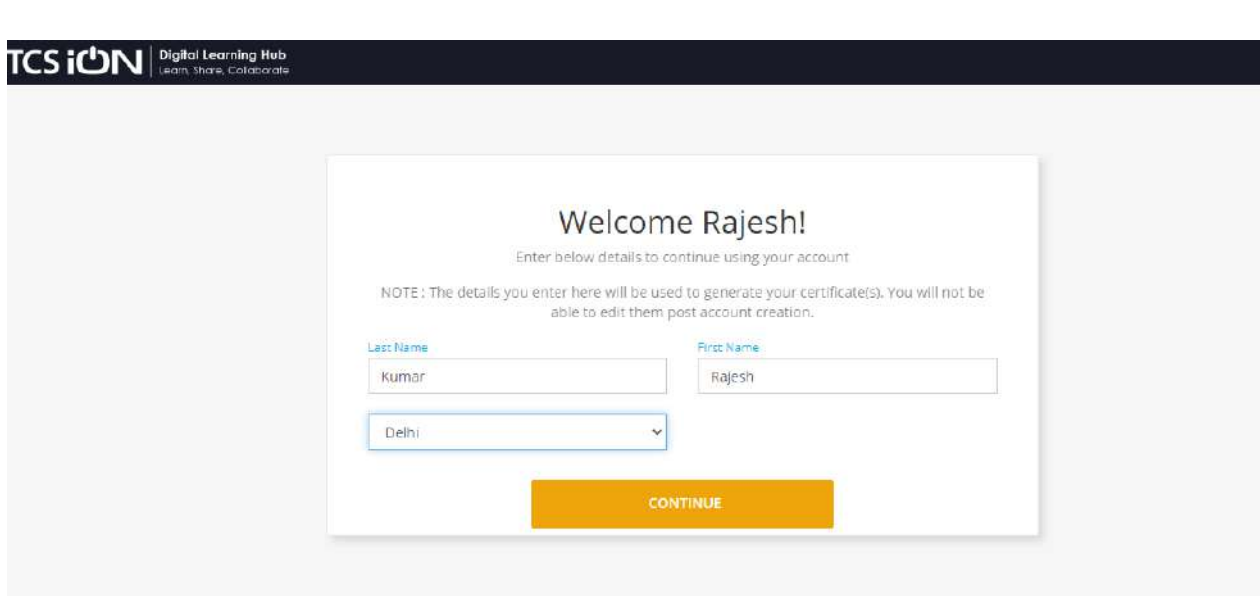 TCS iON Digital Learning Hub
Learn, Share, Collaborate
Welcome Rajesh!
Enter below details to continue using your account
NOTE : The details you enter here will be used to generate your certificate(s). You will not be
able to edit them post account creation.
Last Name First Name
Kumar Rajesh
Delhi
CONTINUE